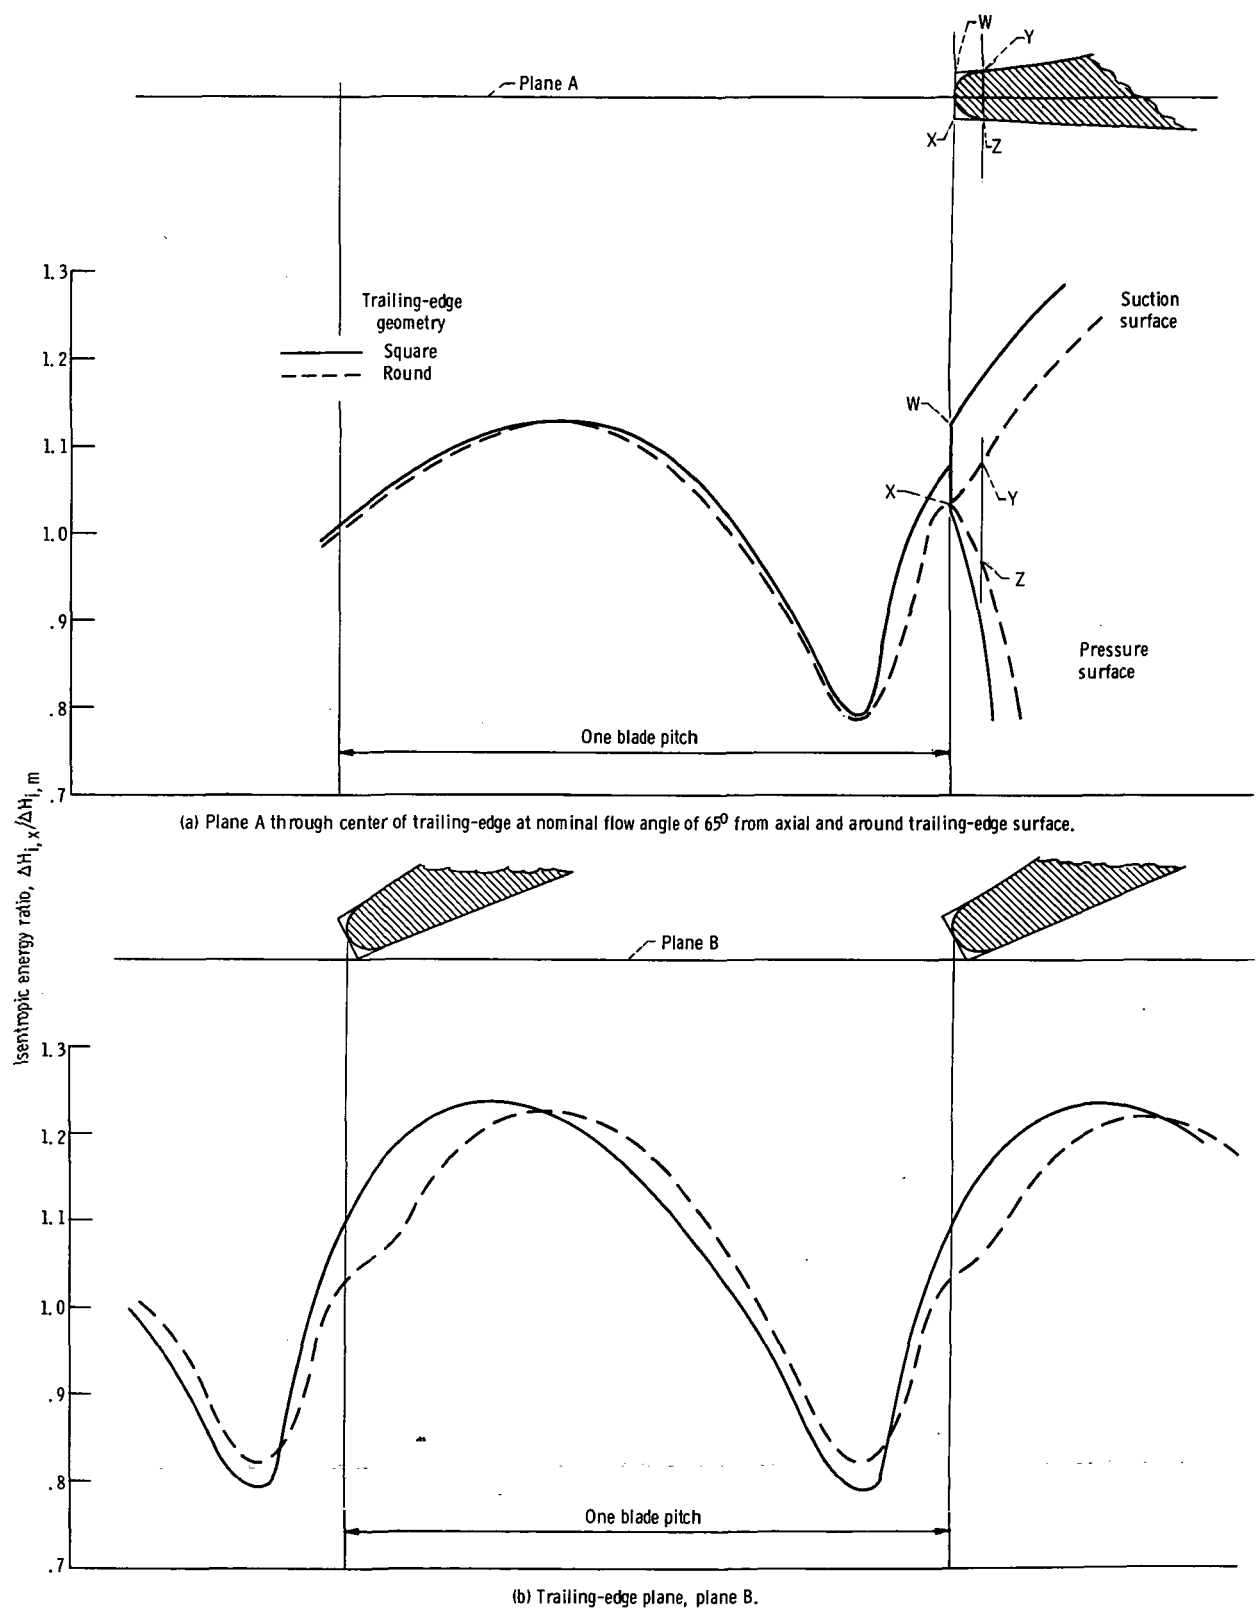 W
Y
Plane A
X
Z
1.3
Trailing-edge
geometry
Suction
surface
Square
1.2
Round
W
1.1
X
Y
1.0
Z
.9
Pressure
surface
.8
One blade pitch
.7
(a) Plane A through center of trailing-edge at nominal flow angle of 65° from axial and around trailing-edge surface.
Isentropic energy ratio, ΔHi,x/ΔHi,m
Plane B
1.3
1.2
1.1
1.0
.9
.8
One blade pitch
.7
(b) Trailing-edge plane, plane B.